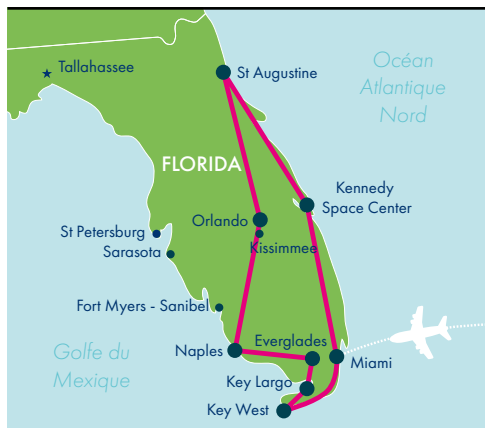 Tallahassee
St Augustine
Océan
Atlantique
Nord
FLORIDA
Kennedy
Space Center
Orlando
St Petersburg
Kissimmee
Sarasota
Fort Myers - Sanibel
Golfe du
Mexique
Naples
Everglades
Miami
Key Largo
Key West